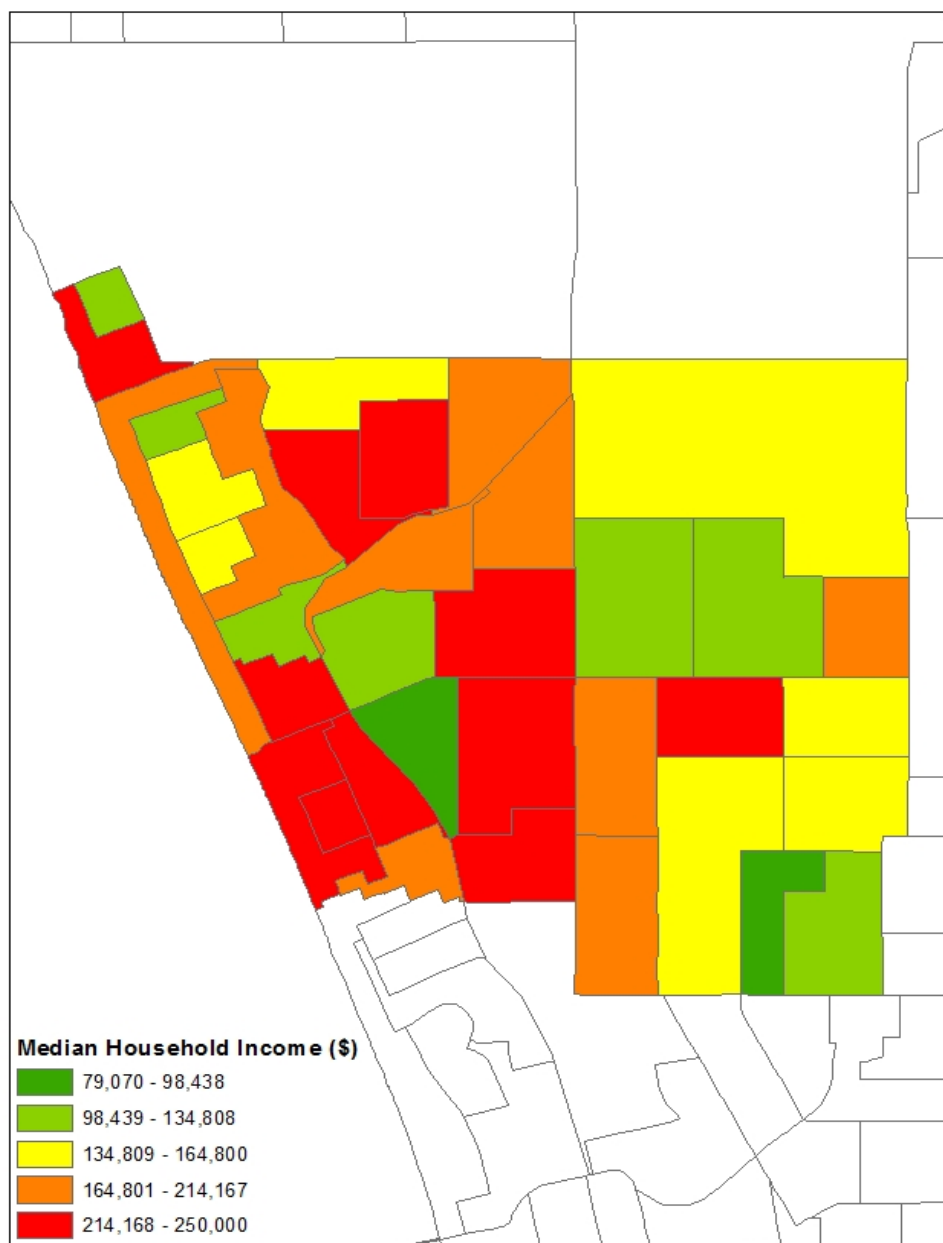 Median Household Income ($)
79,070 - 98,438
98,439 - 134,808
134,809 - 164,800
164,801 - 214,167
214,168 - 250,000